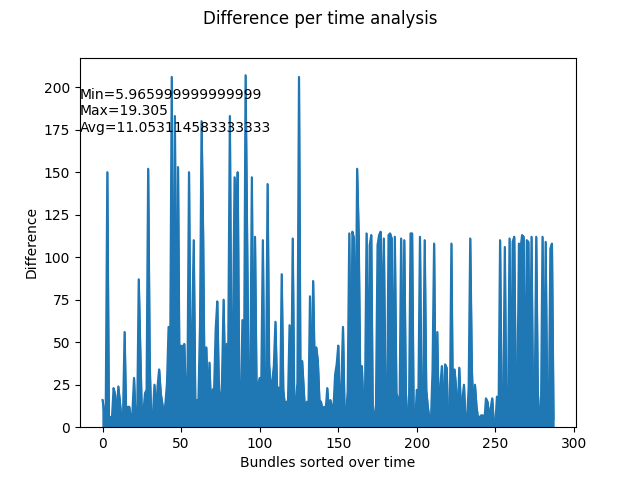 Difference per time analysis
200
175
150
125
100
75
50
25
0
Min=5.965999999999999
Max=19.305
Avg=11.053114583333333
Difference
0
50
100
150
200
250
300
Bundles sorted over time